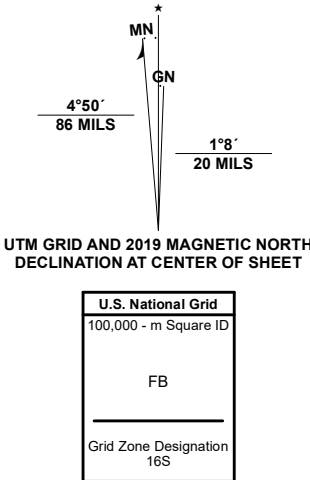 MN
GN
4°50´
86 MILS
1°8´
20 MILS
UTM GRID AND 2019 MAGNETIC NORTH
DECLINATION AT CENTER OF SHEET
U.S. National Grid
100,000 - m Square ID
FB
Grid Zone Designation
16S